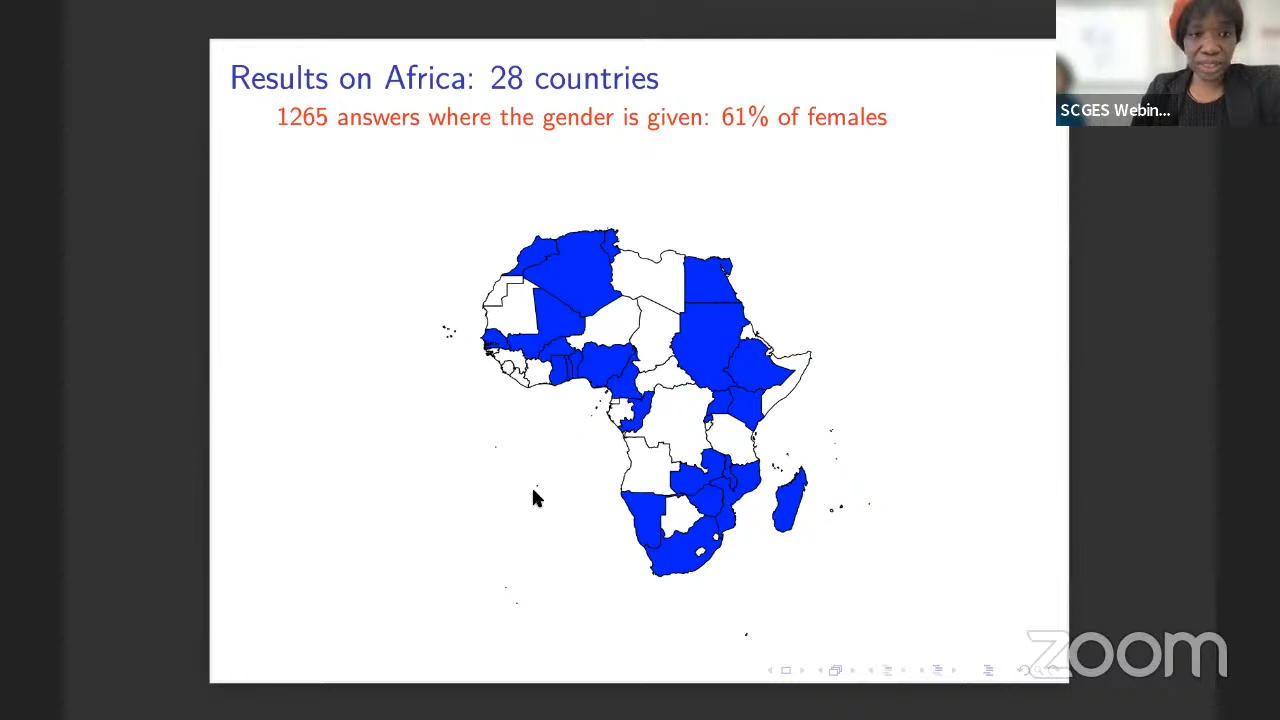 Results on Africa: 28 countries
1265 answers where the gender is given: 61% of females
SCGES Webin...
zoom